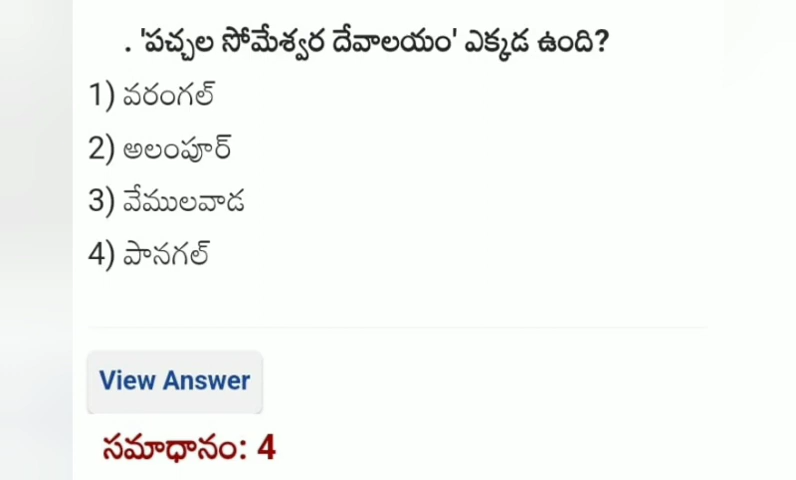 . 'పచ్చల సోమేశ్వర దేవాలయం' ఎక్కడ ఉంది?
1) వరంగల్
2) అలంపూర్
3) వేములవాడ
4) పానగల్
View Answer
సమాధానం: 4